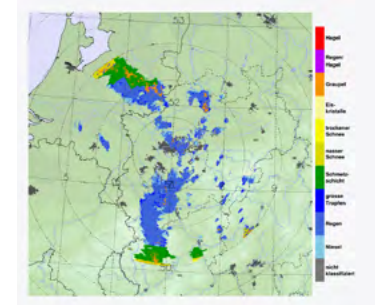 Hagel
Regen/
Hagel
Graupel
Eis-
kristalle
trockener
Schnee
nasser
Schnee
Schmelz-
schicht
grosse
Tropfen
Regen
Niesel
nicht
klassifiziert